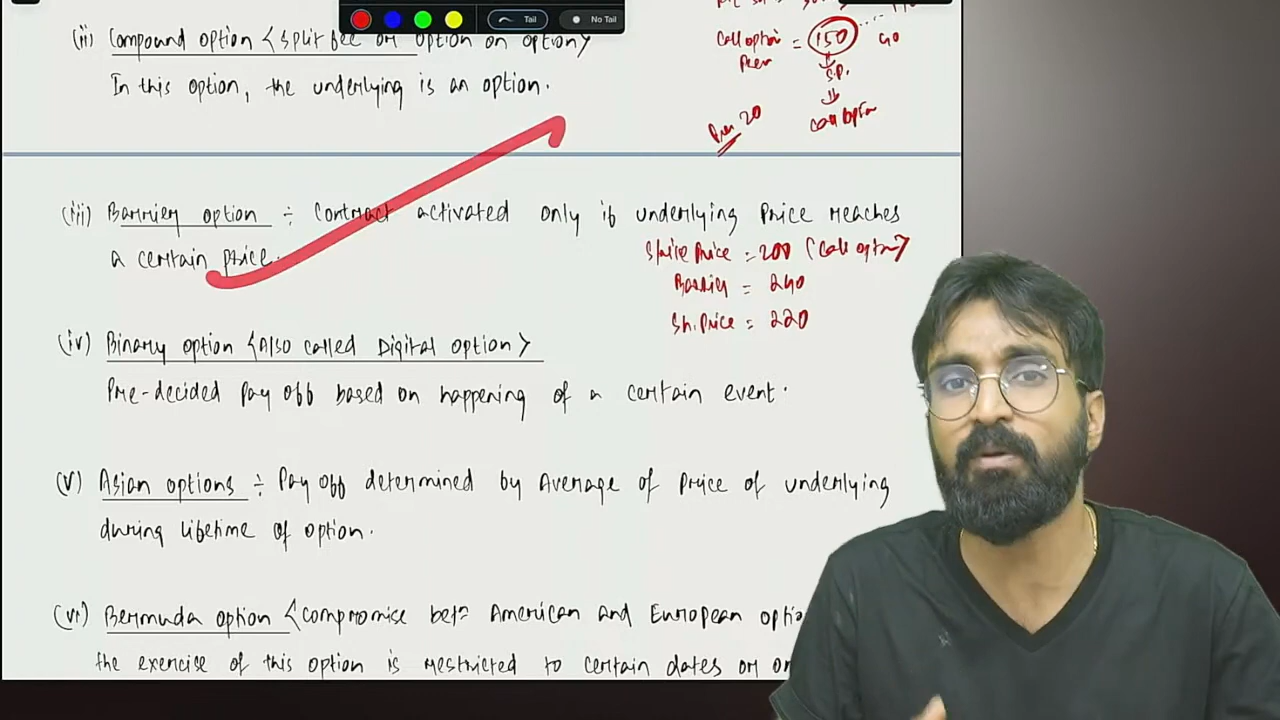 Tail
No Tail
(ii) Compound option <split fee or option on option>
In this option, the underlying is an option.
Call option = 150 40
Prem
S.P.
Call option
Prem 20
(iii) Barrier option ÷ Contract activated only if underlying Price reaches
a certain price.
Strike Price = 200 (Call option)
Barrier = 240
Sh. Price = 220
(iv) Binary option <Also called Digital option>
Pre-decided Pay off based on happening of a certain event.
(v) Asian options ÷ Pay off determined by Average of Price of underlying
during lifetime of option.
(vi) Bermuda option <compromise betn American and European optio
the exercise of this option is restricted to certain dates or on